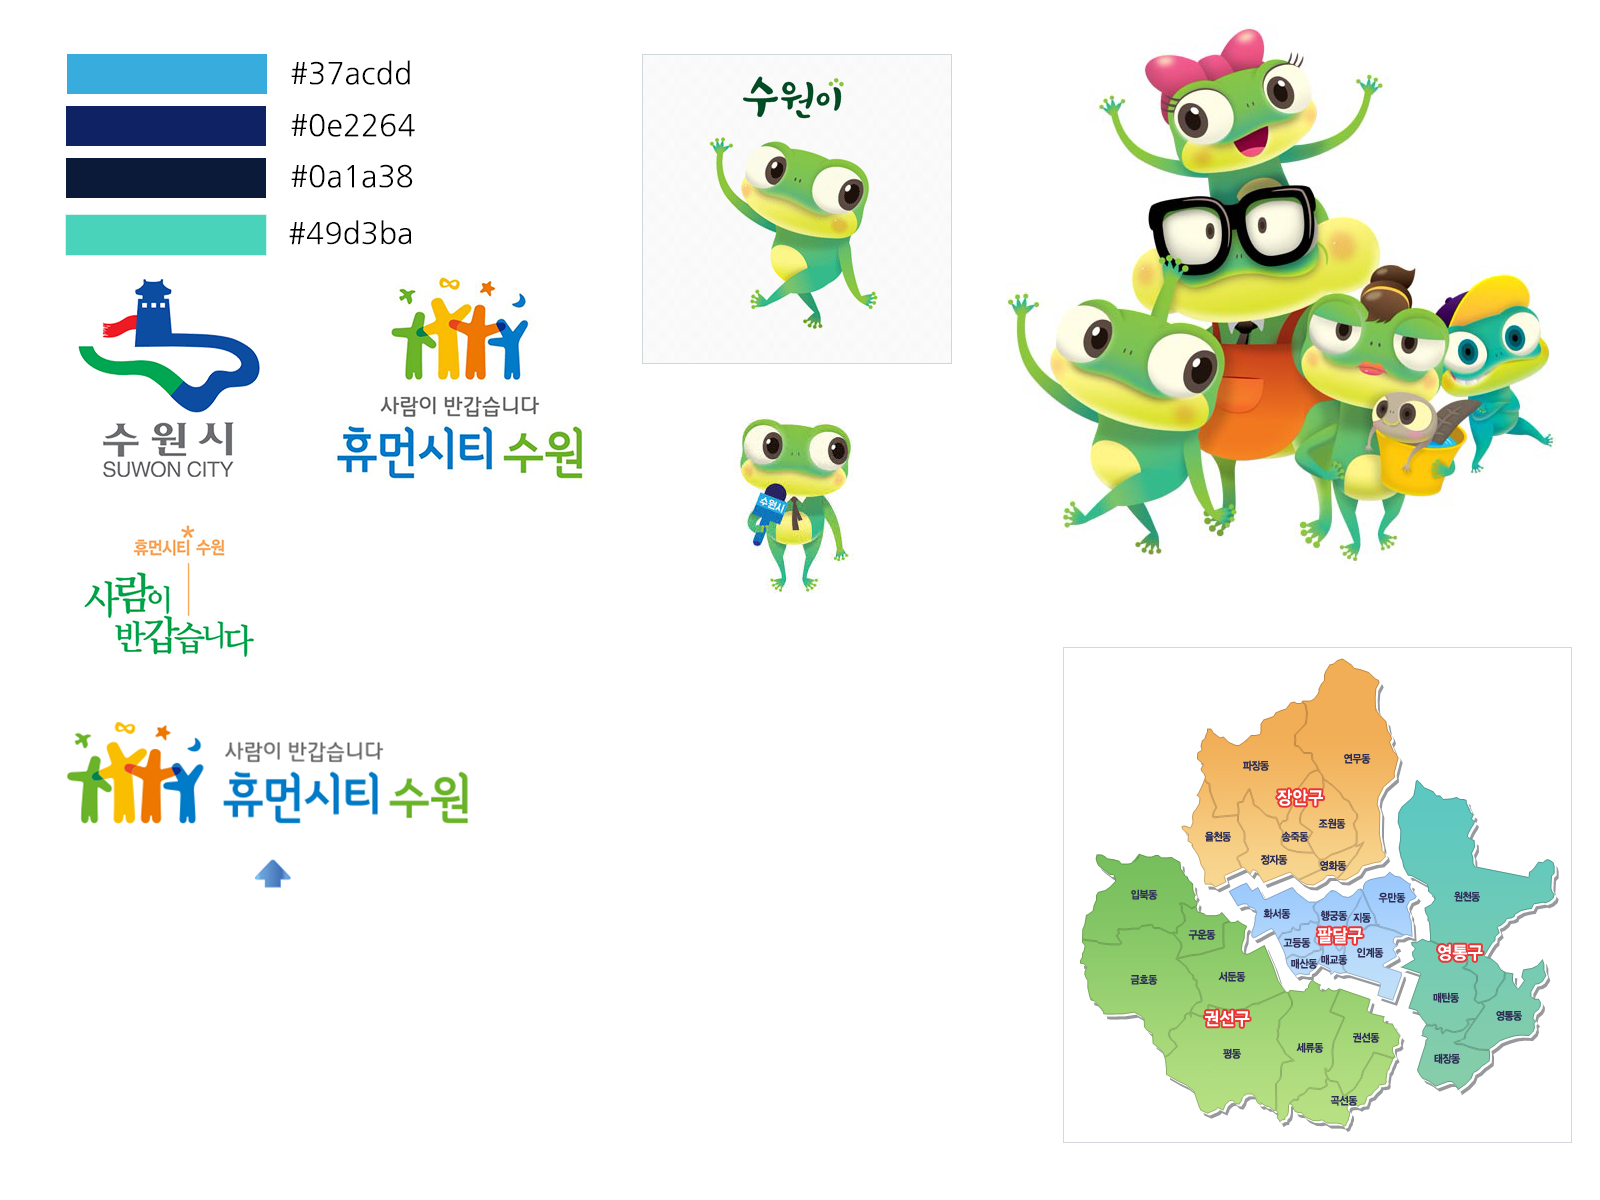 #37acdd
#0e2264
#0a1a38
#49d3ba
수원시
SUWON CITY
사람이 반갑습니다
휴먼시티 수원
휴먼시티 수원
사람이
반갑습니다
사람이 반갑습니다
휴먼시티 수원
수원이
수원시
연무동
파장동
장안구
조원동
율천동
송죽동
정자동
영화동
입북동
우만동
원천동
화서동
행궁동
지동
구운동
고등동
팔달구
인계동
영통구
매산동
매교동
금호동
서둔동
매탄동
권선구
영통동
권선동
평동
세류동
태장동
곡선동